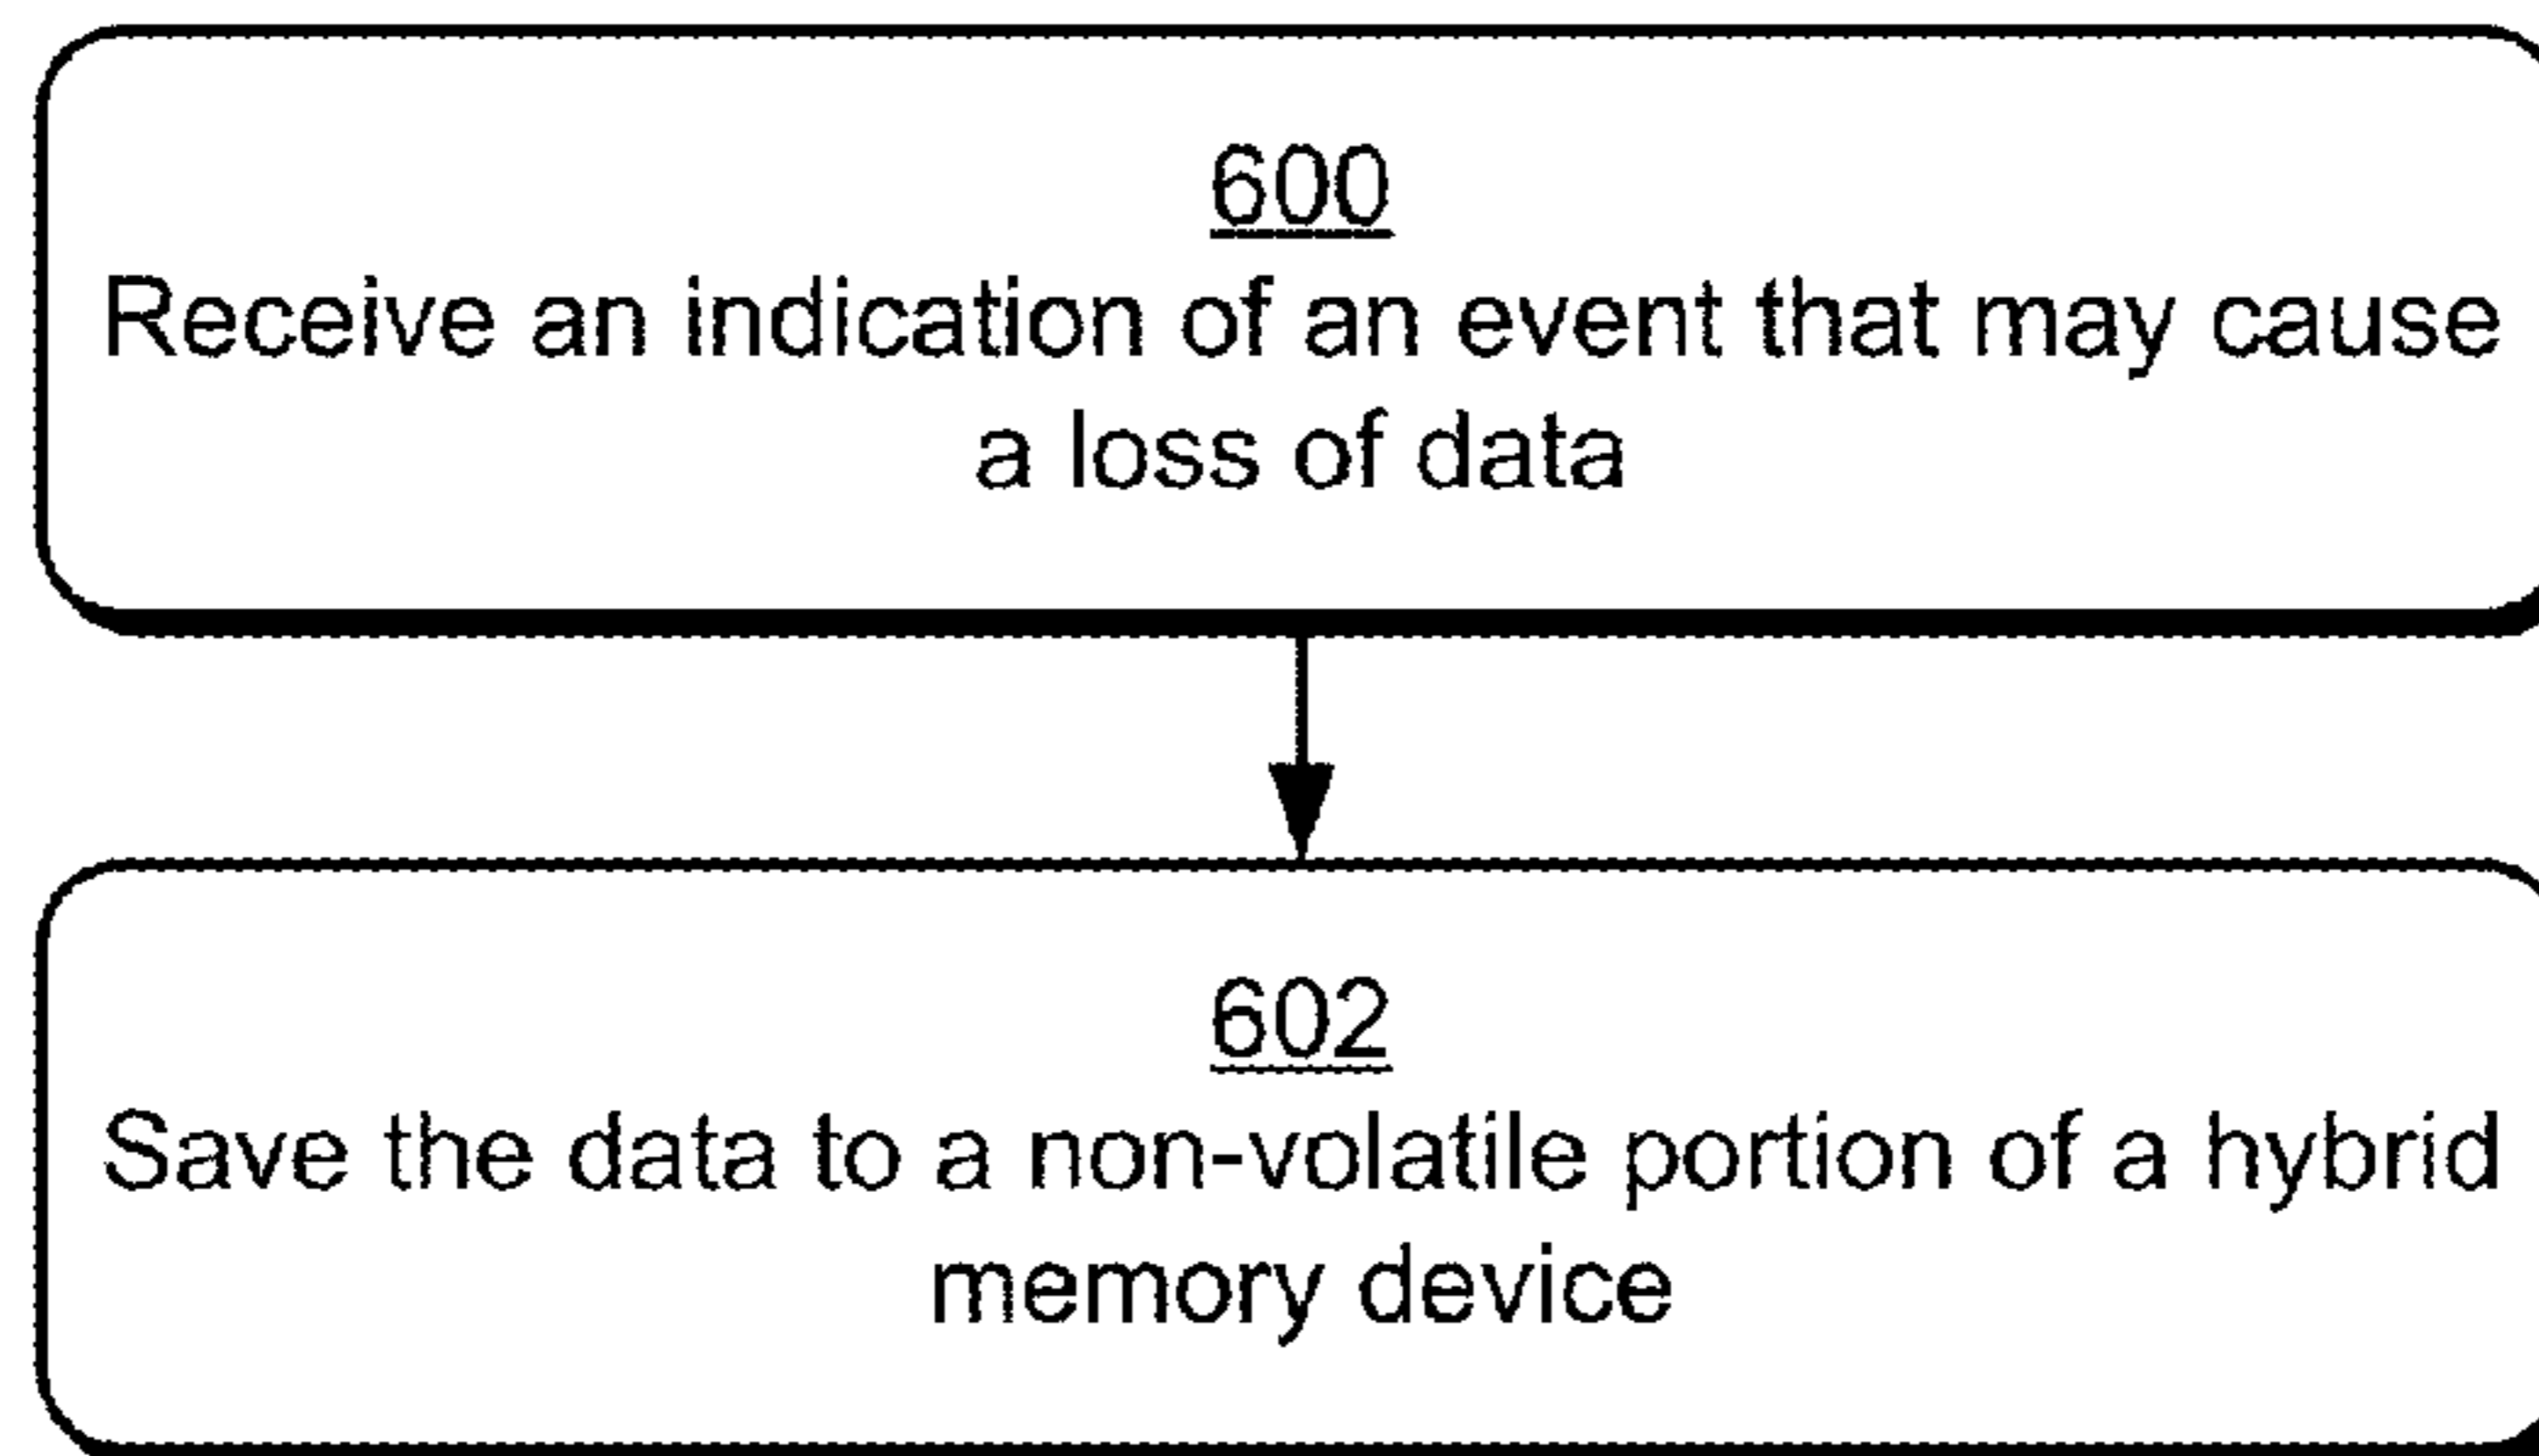 600
Receive an indication of an event that may cause
a loss of data
602
Save the data to a non-volatile portion of a hybrid
memory device